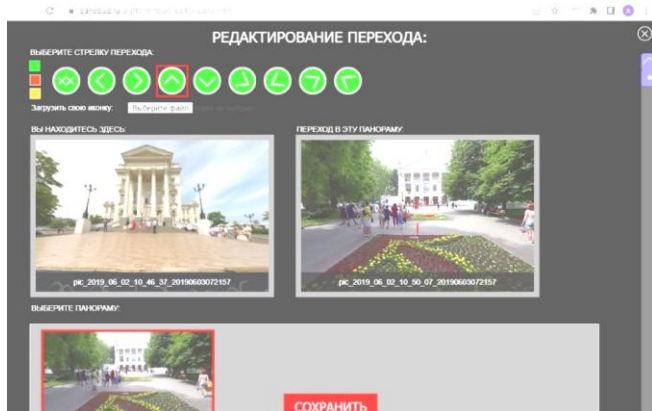 РЕДАКТИРОВАНИЕ ПЕРЕХОДА:
ВЫБЕРИТЕ СТРЕЛКУ ПЕРЕХОДА:
Загрузить свою иконку:
Выберите файл
ВЫ НАХОДИТЕСЬ ЗДЕСЬ:
ПЕРЕХОД В ЭТУ ПАНОРАМУ:
pic_2019_06_02_10_46_37_20190603072157
pic_2019_06_02_10_50_07_20190603072157
ВЫБЕРИТЕ ПАНОРАМУ:
СОХРАНИТЬ